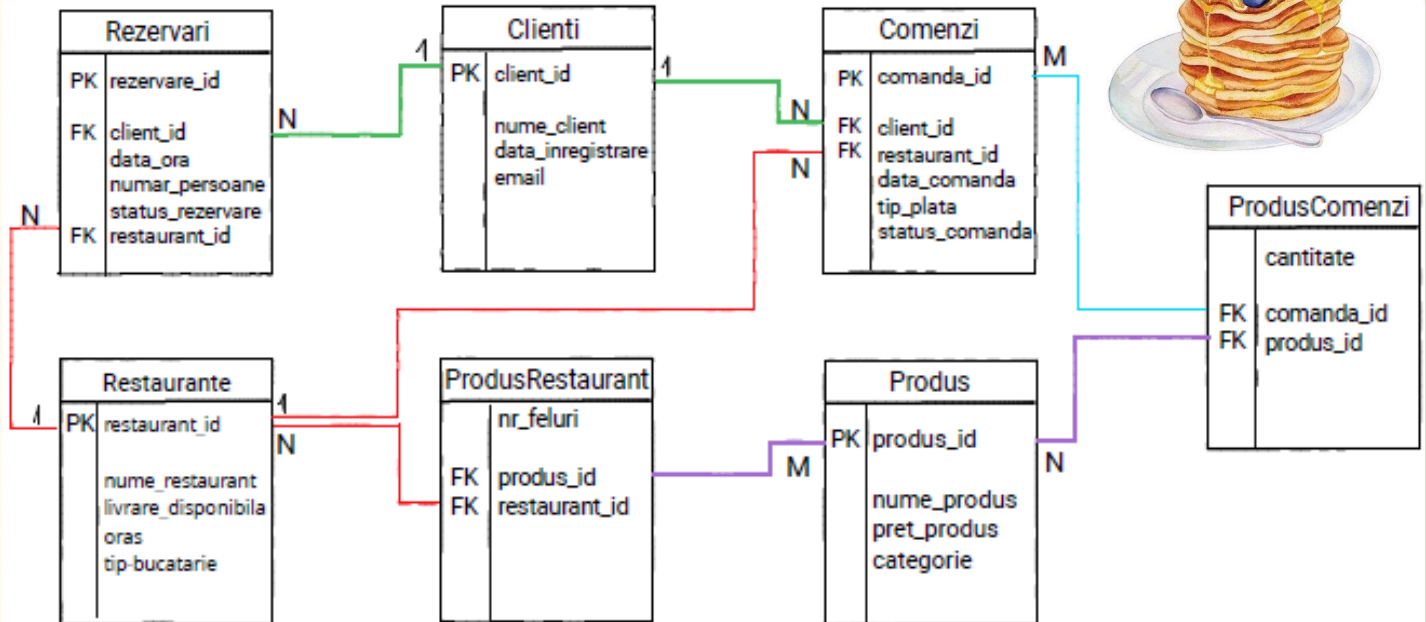 Rezervari
PK rezervare_id
FK client_id
data_ora
numar_persoane
status_rezervare
FK restaurant_id
N
N
1
Clienti
PK client_id
nume_client
data_inregistrare
email
1
N
N
Comenzi
PK comanda_id
FK client_id
FK restaurant_id
data_comanda
tip_plata
status_comanda
M
ProdusComenzi
cantitate
FK comanda_id
FK produs_id
1
Restaurante
PK restaurant_id
nume_restaurant
livrare_disponibila
oras
tip-bucatarie
1
N
ProdusRestaurant
nr_feluri
FK produs_id
FK restaurant_id
M
Produs
PK produs_id
nume_produs
pret_produs
categorie
N